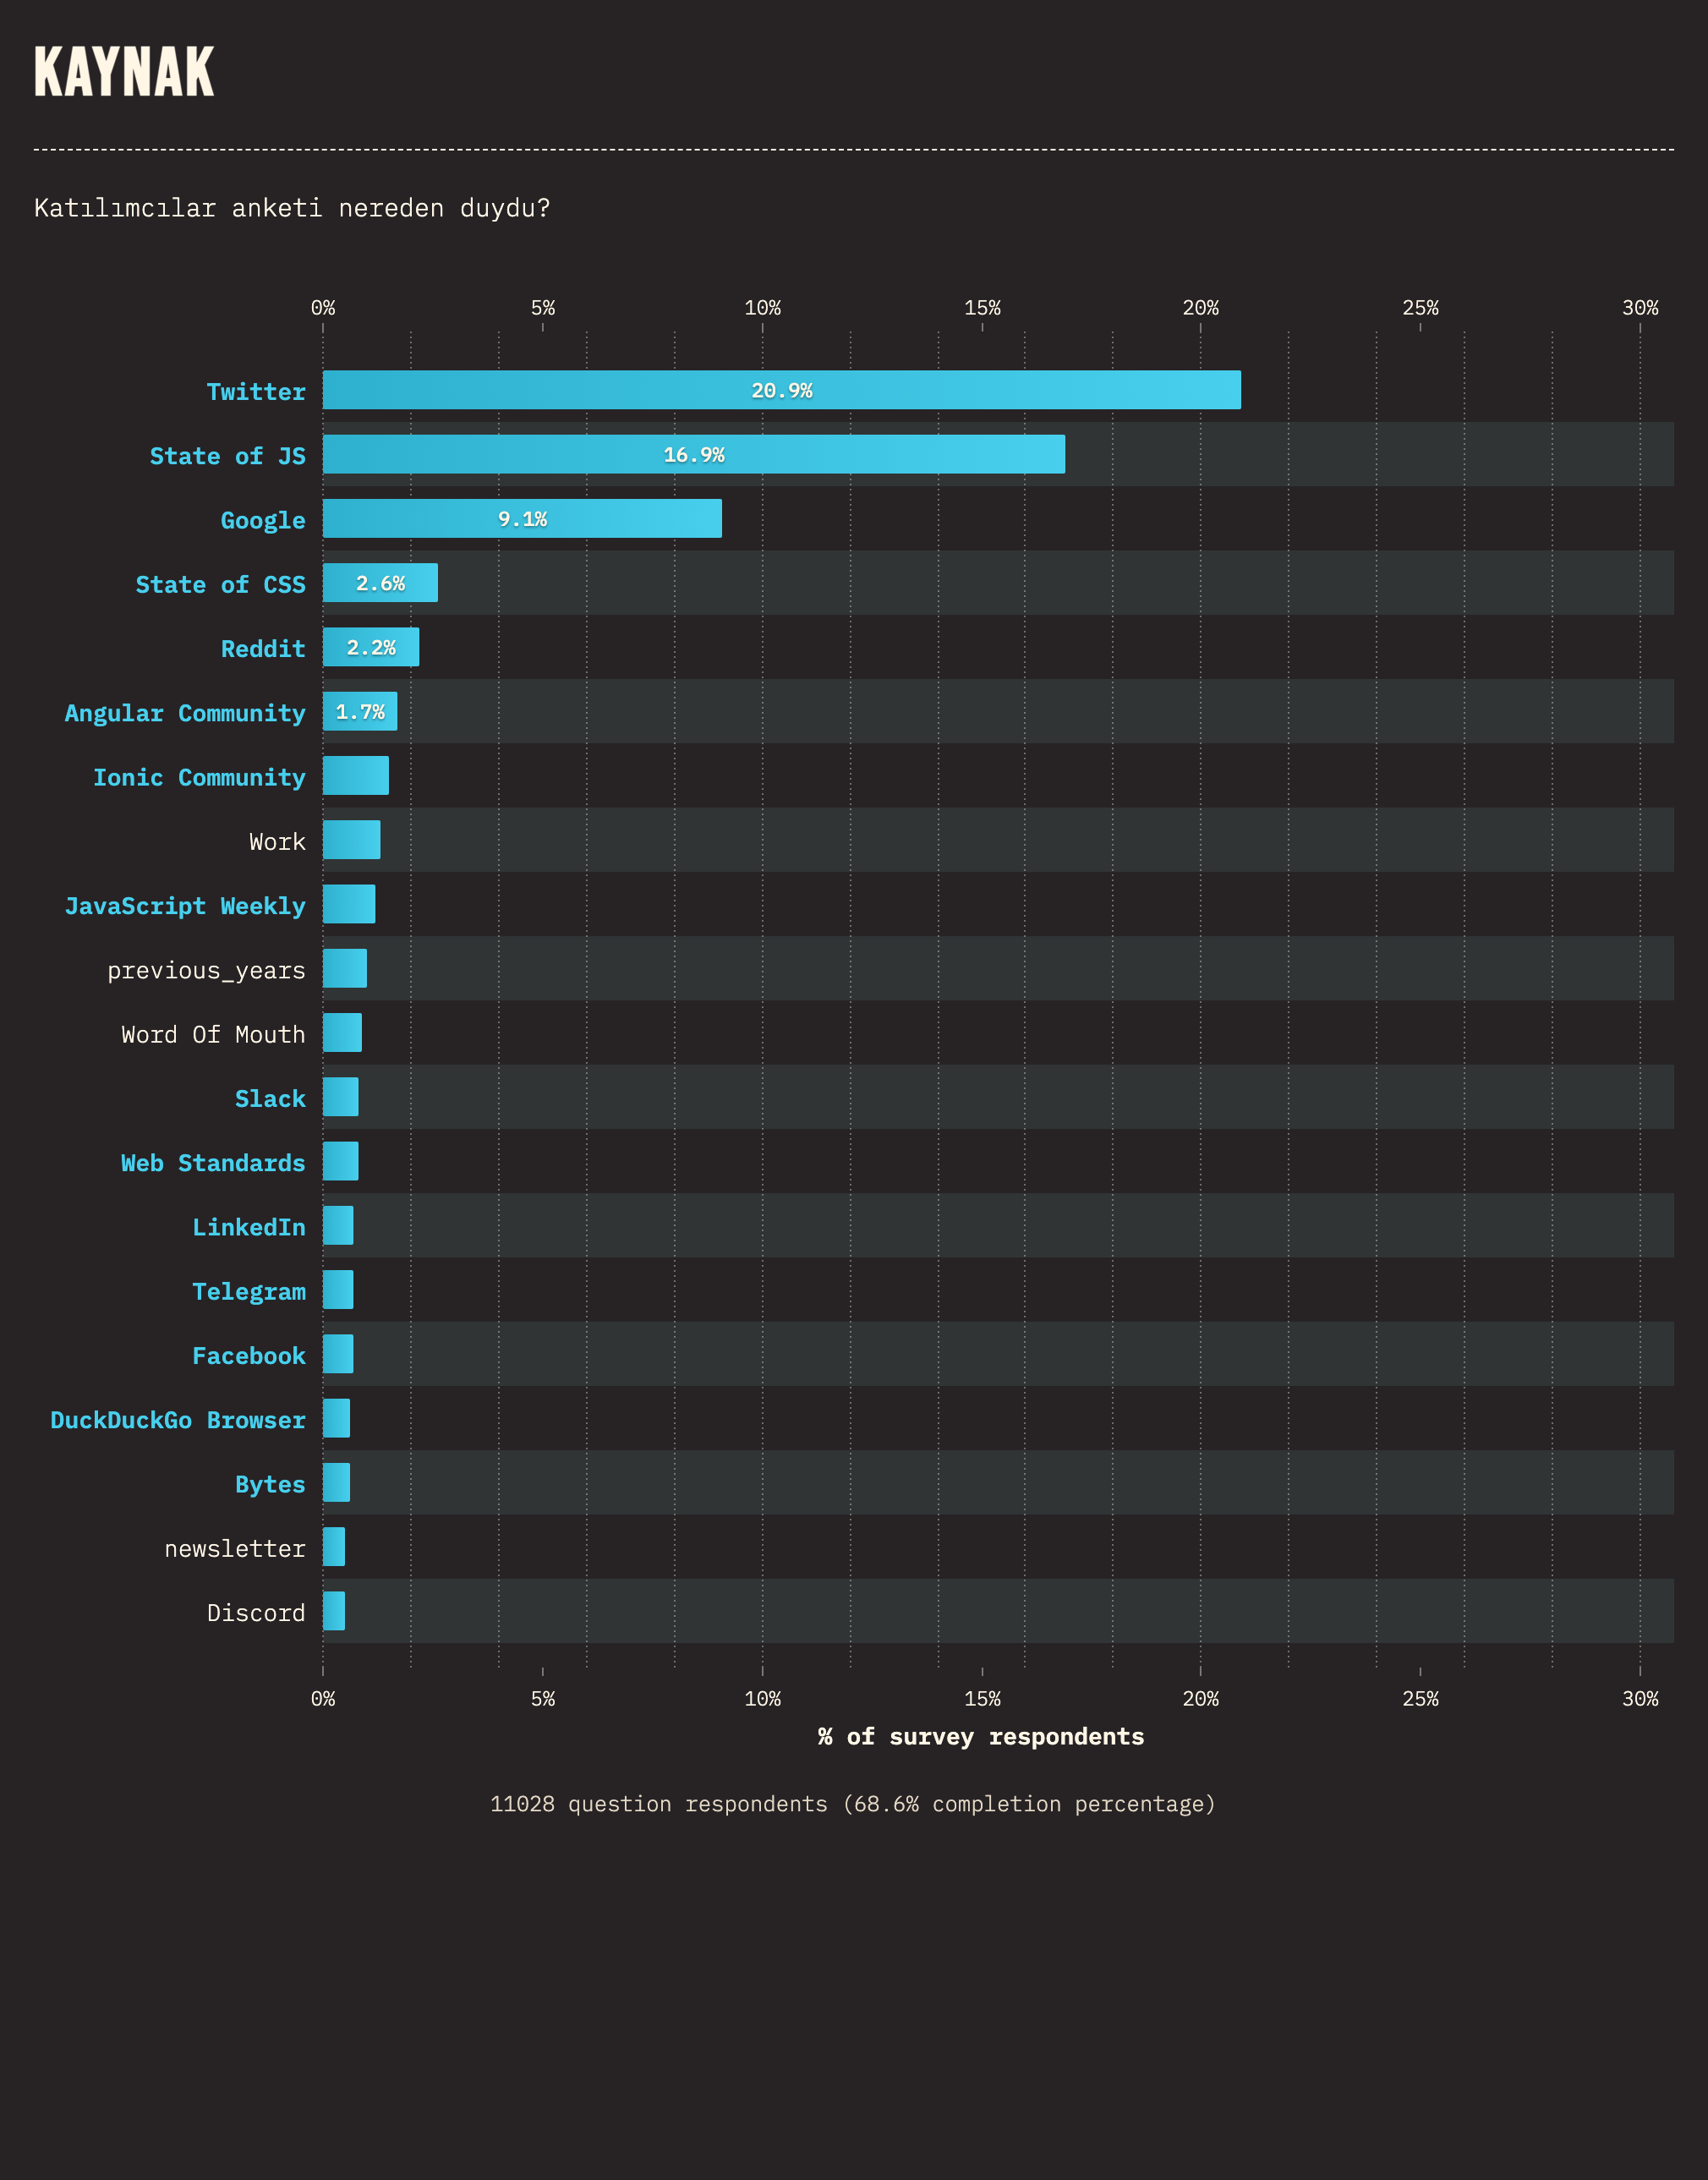 KAYNAK
Katılımcılar anketi nereden duydu?
0% 5% 10% 15% 20% 25% 30%
Twitter 20.9%
State of JS 16.9%
Google 9.1%
State of CSS 2.6%
Reddit 2.2%
Angular Community 1.7%
Ionic Community
Work
JavaScript Weekly
previous_years
Word Of Mouth
Slack
Web Standards
LinkedIn
Telegram
Facebook
DuckDuckGo Browser
Bytes
newsletter
Discord
0% 5% 10% 15% 20% 25% 30%
% of survey respondents
11028 question respondents (68.6% completion percentage)